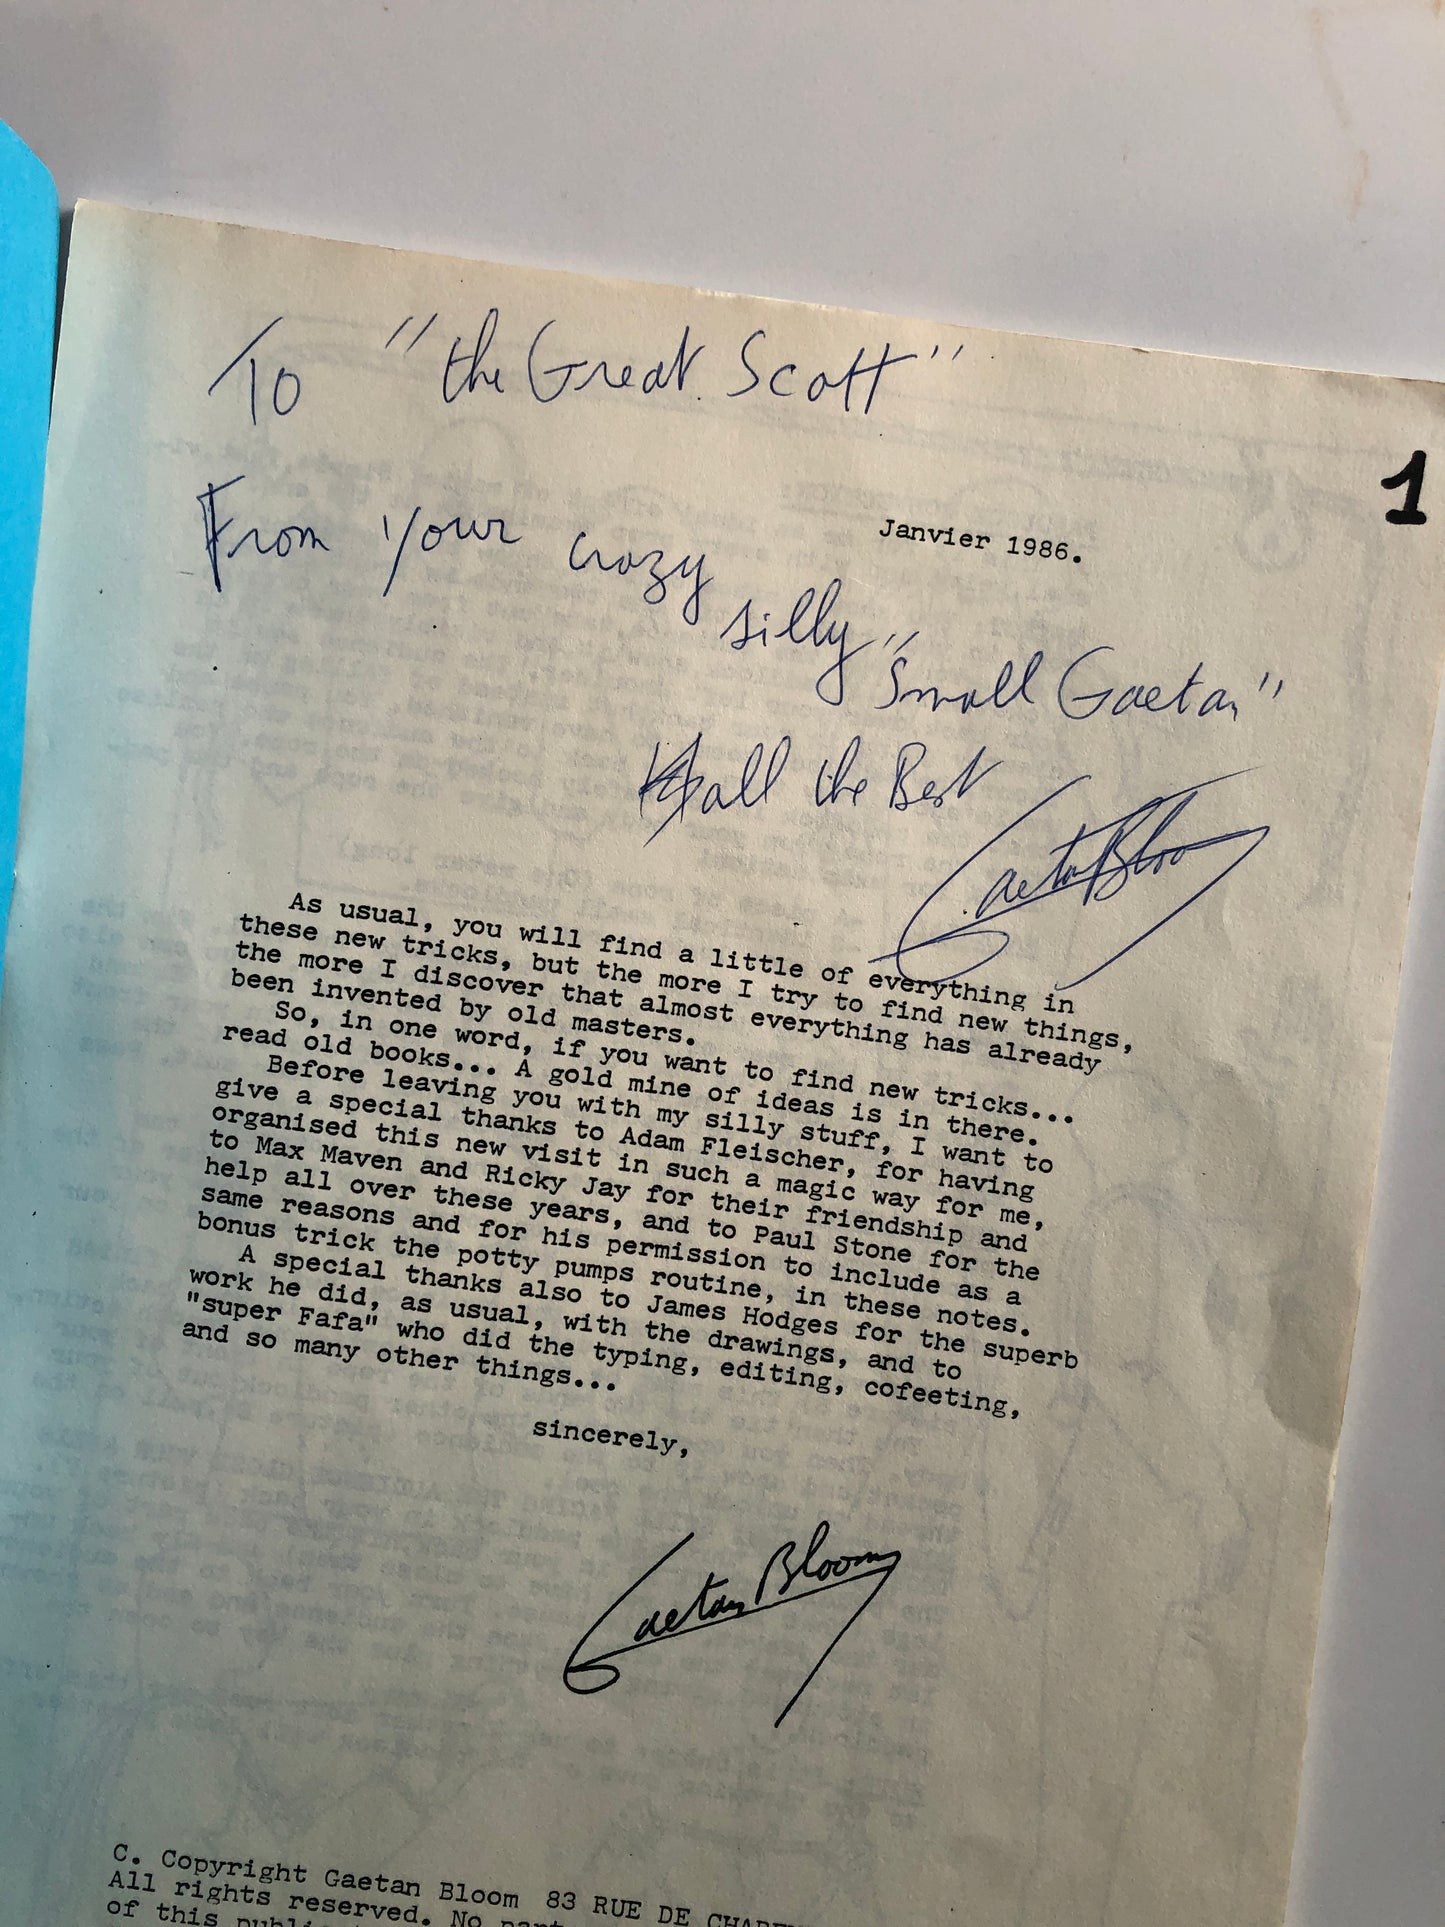 To "the Great Scott"
1
Janvier 1986.
From your crazy
silly "Small Gaetan"
all the Best
Gaetan Bloom
As usual, you will find a little of everything in
these new tricks, but the more I try to find new things,
the more I discover that almost everything has already
been invented by old masters.
So, in one word, if you want to find new tricks...
read old books... A gold mine of ideas is in there.
Before leaving you with my silly stuff, I want to
give a special thanks to Adam Fleischer, for having
organised this new visit in such a magic way for me,
to Max Maven and Ricky Jay for their friendship and
help all over these years, and to Paul Stone for the
same reasons and for his permission to include as a
bonus trick the potty pumps routine, in these notes.
A special thanks also to James Hodges for the superb
work he did, as usual, with the drawings, and to
"super Fafa" who did the typing, editing, cofeeting,
and so many other things...
sincerely,
Gaetan Bloom
C. Copyright Gaetan Bloom 83 RUE DE
All rights reserved. No part
of this